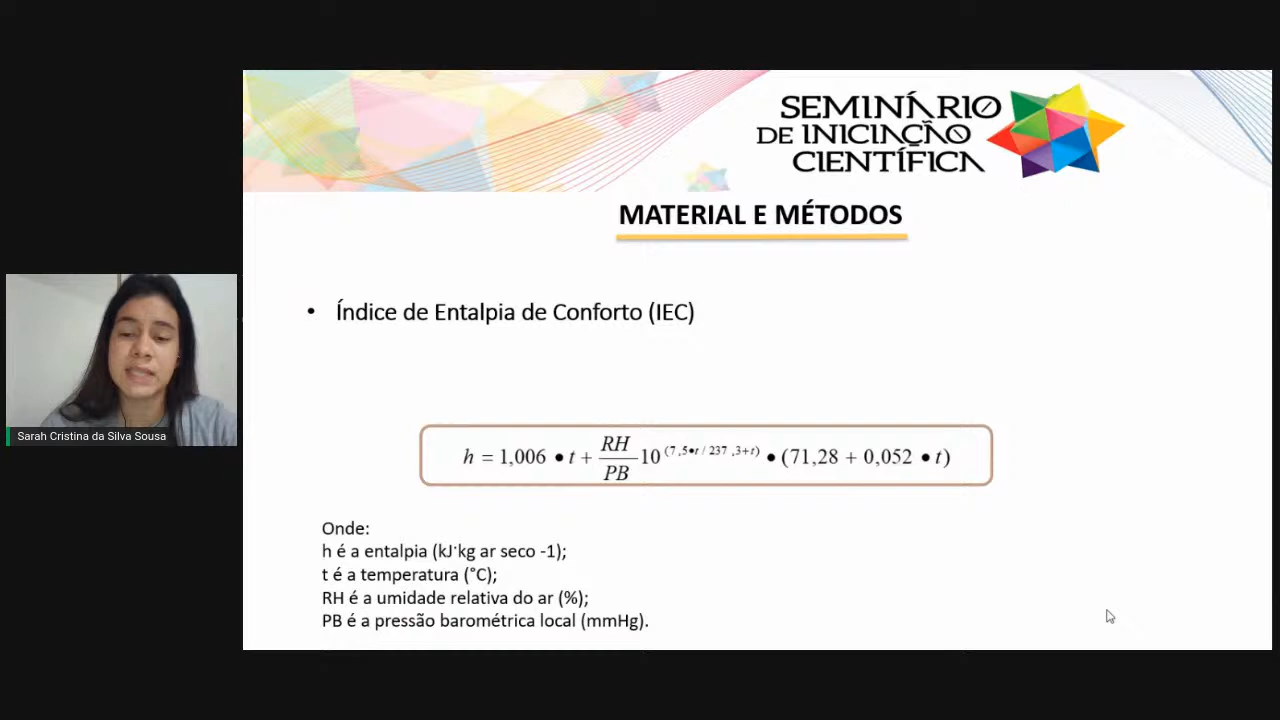 SEMINÁRIO
DE INICIAÇÃO
CIENTÍFICA
MATERIAL E MÉTODOS
• Índice de Entalpia de Conforto (IEC)
Sarah Cristina da Silva Sousa
h = 1,006 • t + RH/PB 10^(7,5•t/237,3+t) • (71,28 + 0,052 • t)
Onde:
h é a entalpia (kJ·kg ar seco -1);
t é a temperatura (°C);
RH é a umidade relativa do ar (%);
PB é a pressão barométrica local (mmHg).